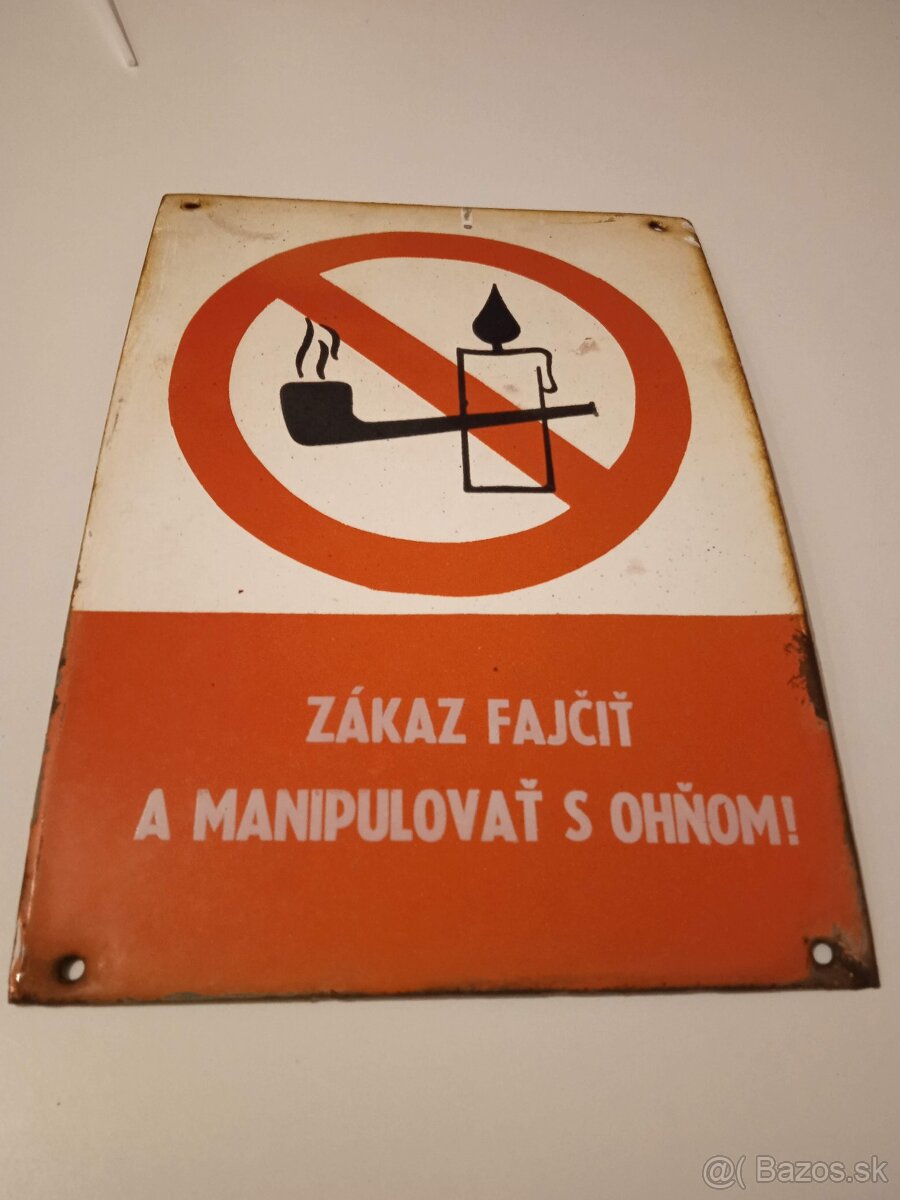 ZÁKAZ FAJČIŤ
A MANIPULOVAŤ S OHŇOM!
@( Bazos.sk